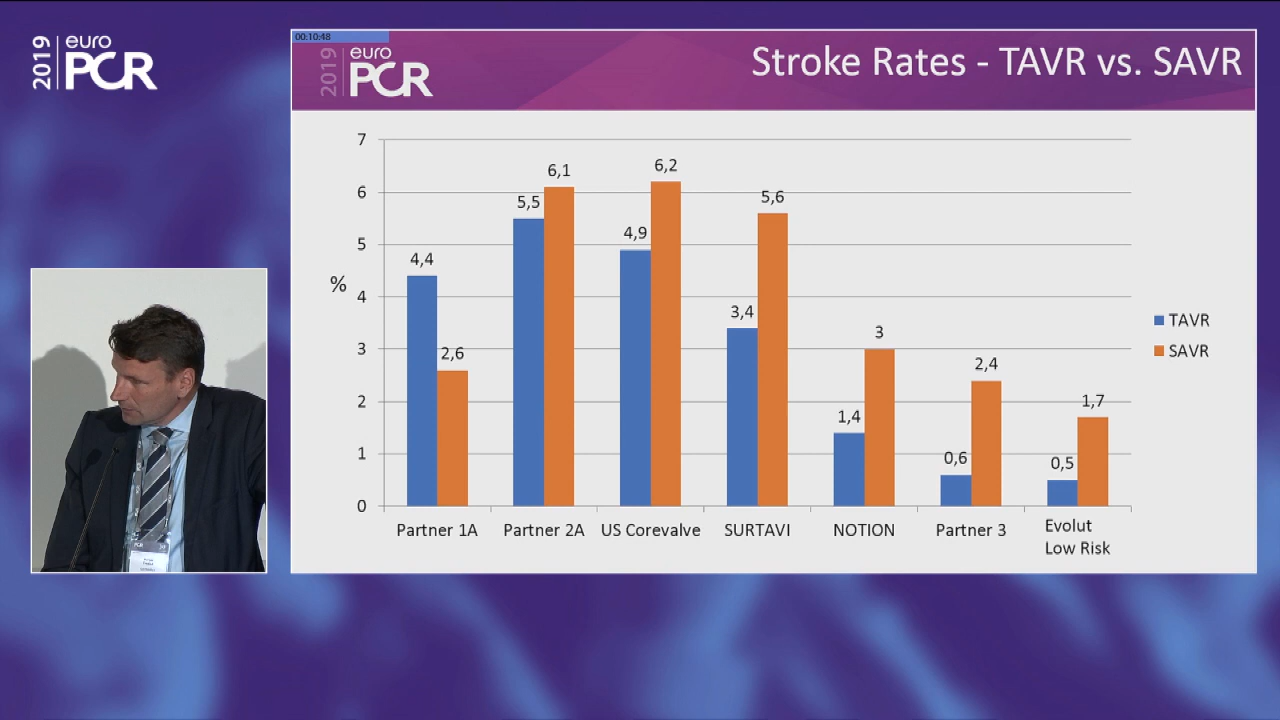 2019
euro
PCR
00:10:48
2019
euro
PCR
Stroke Rates - TAVR vs. SAVR
7
6
5
4
3
2
1
0
%
4,4
2,6
5,5
6,1
4,9
6,2
3,4
5,6
1,4
3
0,6
2,4
0,5
1,7
Partner 1A
Partner 2A
US Corevalve
SURTAVI
NOTION
Partner 3
Evolut
Low Risk
TAVR
SAVR